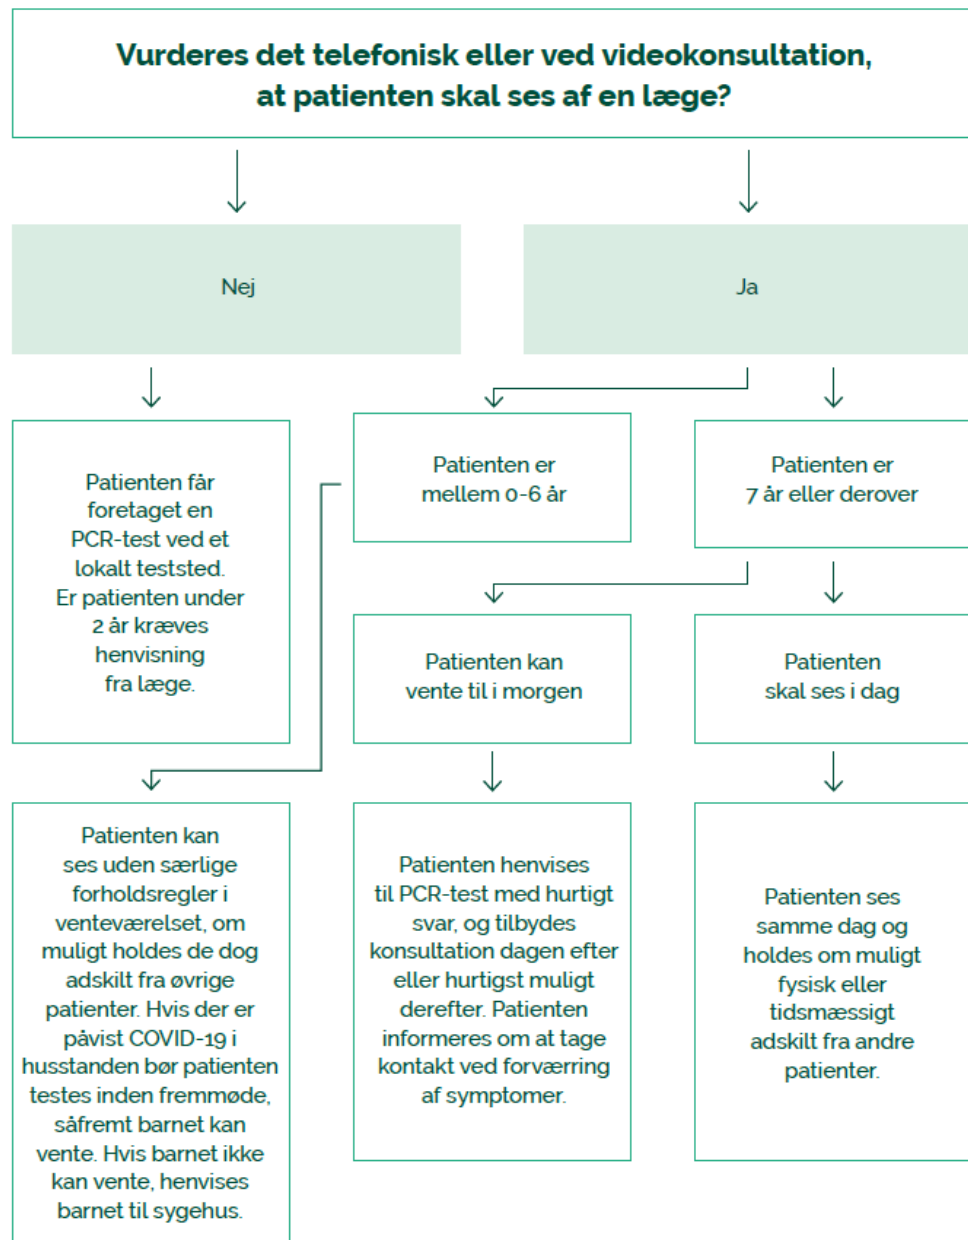 Vurderes det telefonisk eller ved videokonsultation,
at patienten skal ses af en læge?
Nej
Ja
Patienten får
foretaget en
PCR-test ved et
lokalt teststed.
Er patienten under
2 år kræves
henvisning
fra læge.
Patienten er
mellem 0-6 år
Patienten er
7 år eller derover
Patienten kan
vente til i morgen
Patienten
skal ses i dag
Patienten kan
ses uden særlige
forholdsregler i
venteværelset, om
muligt holdes de dog
adskilt fra øvrige
patienter. Hvis der er
påvist COVID-19 i
husstanden bør patienten
testes inden fremmøde,
såfremt barnet kan
vente. Hvis barnet ikke
kan vente, henvises
barnet til sygehus.
Patienten henvises
til PCR-test med hurtigt
svar, og tilbydes
konsultation dagen efter
eller hurtigst muligt
derefter. Patienten
informeres om at tage
kontakt ved forværring
af symptomer.
Patienten ses
samme dag og
holdes om muligt
fysisk eller
tidsmæssigt
adskilt fra andre
patienter.